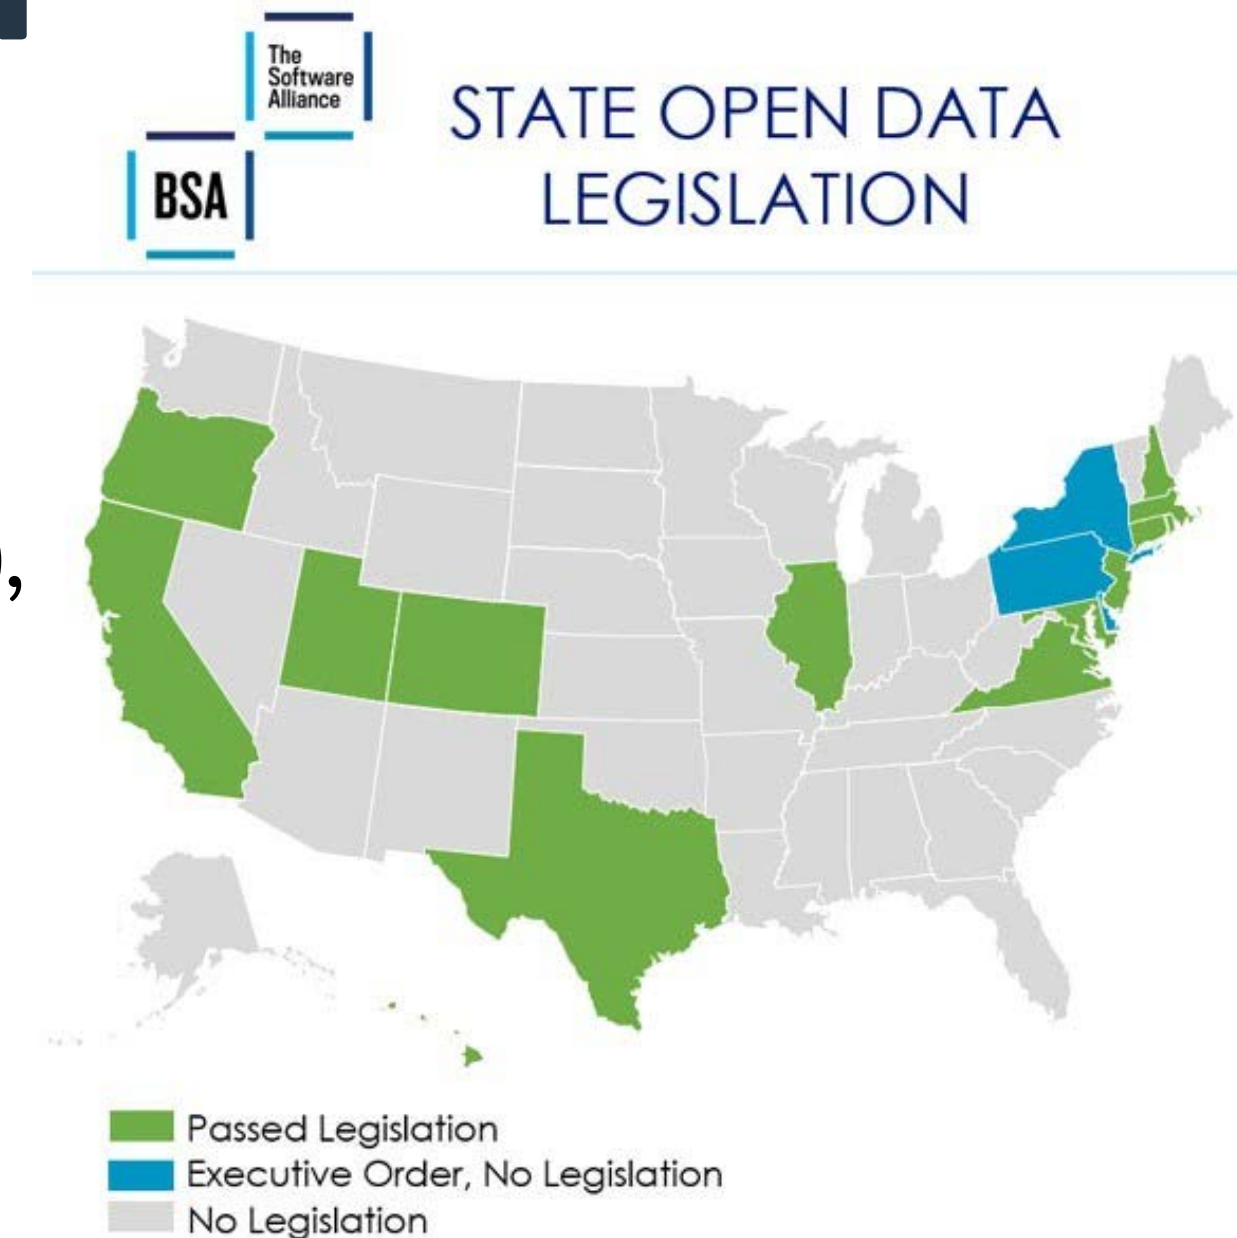 The
Software
Alliance
BSA
STATE OPEN DATA
LEGISLATION
),
Passed Legislation
Executive Order, No Legislation
No Legislation